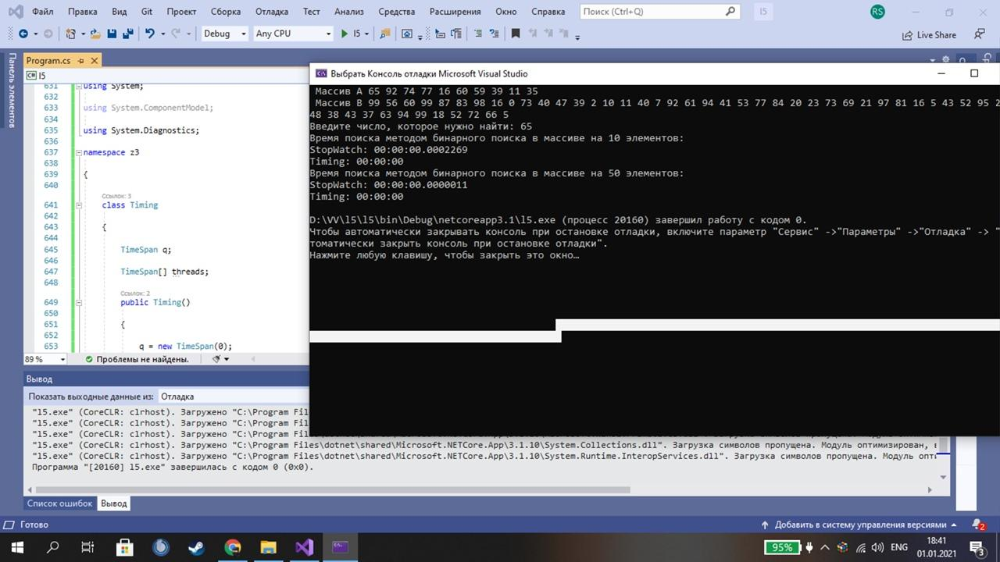 Файл Правка Вид Git Проект Сборка Отладка Тест Анализ Средства Расширения Окно Справка Поиск (Ctrl+Q) l5 RS
Debug Any CPU l5 Live Share
Панель элементов
Program.cs
l5
631 using System;
632
633 using System.ComponentModel;
634
635 using System.Diagnostics;
636
637 namespace z3
638
639 {
640
Ссылок: 3
641 class Timing
642
643 {
644
645 TimeSpan q;
646
647 TimeSpan[] threads;
648
Ссылок: 2
649 public Timing()
650
651 {
652
653 q = new TimeSpan(0);
89 % Проблемы не найдены.
Выбрать Консоль отладки Microsoft Visual Studio
Массив A 65 92 74 77 16 60 59 39 11 35
Массив B 99 56 60 99 87 83 98 16 0 73 40 47 39 2 10 11 40 7 92 61 94 41 53 77 84 20 23 73 69 21 97 81 16 5 43 52 95 2
48 38 43 37 63 94 99 18 52 72 66 5
Введите число, которое нужно найти: 65
Время поиска методом бинарного поиска в массиве на 10 элементов:
StopWatch: 00:00:00.0002269
Timing: 00:00:00
Время поиска методом бинарного поиска в массиве на 50 элементов:
StopWatch: 00:00:00.0000011
Timing: 00:00:00
D:\VV\l5\l5\bin\Debug\netcoreapp3.1\l5.exe (процесс 20160) завершил работу с кодом 0.
Чтобы автоматически закрывать консоль при остановке отладки, включите параметр "Сервис" ->"Параметры" ->"Отладка" -> "
томатически закрыть консоль при остановке отладки".
Нажмите любую клавишу, чтобы закрыть это окно…
Вывод
Показать выходные данные из: Отладка
"l5.exe" (CoreCLR: clrhost). Загружено "C:\Program Fil
"l5.exe" (CoreCLR: clrhost). Загружено "C:\Program Fil
"l5.exe" (CoreCLR: clrhost). Загружено "C:\Program
"l5.exe" (CoreCLR: clrhost). Загружено "C:\Program Files\dotnet\shared\Microsoft.NETCore.App\3.1.10\System.Collections.dll". Загрузка символов пропущена. Модуль оптимизирован,
"l5.exe" (CoreCLR: clrhost). Загружено "C:\Program Files\dotnet\shared\Microsoft.NETCore.App\3.1.10\System.Runtime.InteropServices.dll". Загрузка символов пропущена. Модуль опти
Программа "[20160] l5.exe" завершилась с кодом 0 (0x0).
Список ошибок Вывод
Готово Добавить в систему управления версиями 2
95% ENG 18:41
01.01.2021 3